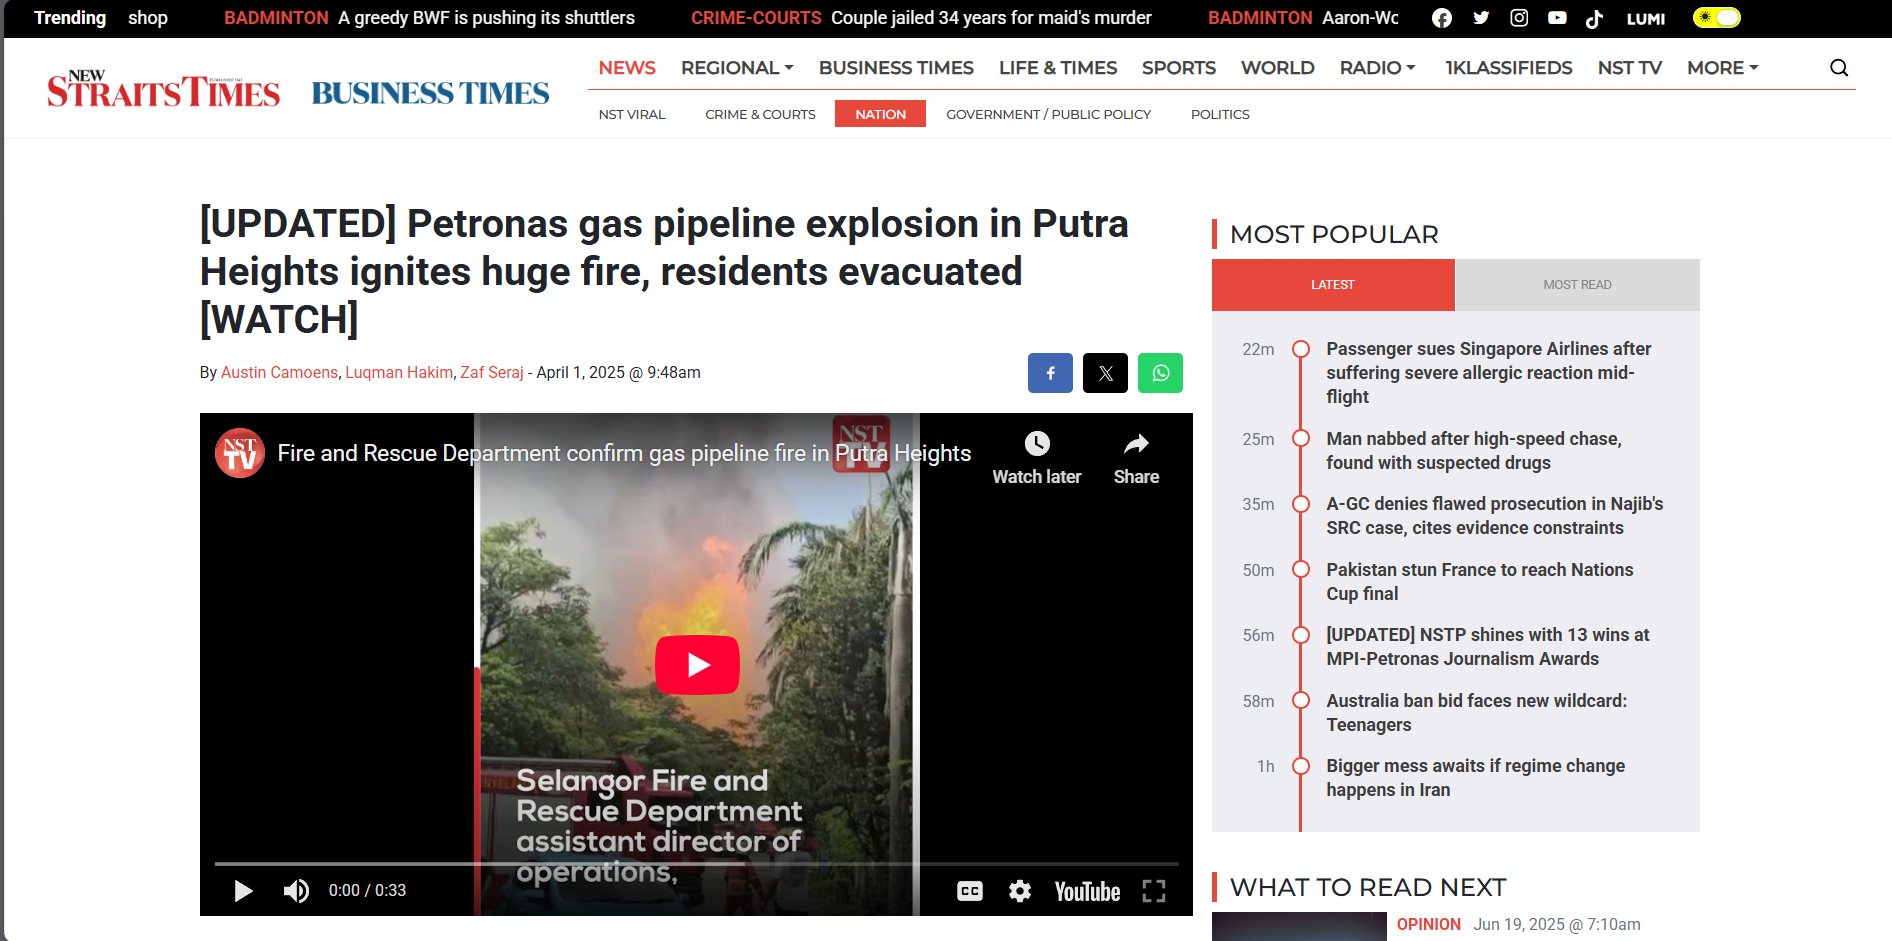 Trending shop BADMINTON A greedy BWF is pushing its shuttlers CRIME-COURTS Couple jailed 34 years for maid's murder BADMINTON Aaron-Wo LUMI
NEW STRAITS TIMES
BUSINESS TIMES
NEWS REGIONAL BUSINESS TIMES LIFE & TIMES SPORTS WORLD RADIO 1KLASSIFIEDS NST TV MORE
NST VIRAL CRIME & COURTS NATION GOVERNMENT / PUBLIC POLICY POLITICS
[UPDATED] Petronas gas pipeline explosion in Putra
Heights ignites huge fire, residents evacuated
[WATCH]
By Austin Camoens, Luqman Hakim, Zaf Seraj - April 1, 2025 @ 9:48am
NST
TV
Fire and Rescue Department confirm gas pipeline fire in Putra Heights
NST
TV
Watch later
Share
Selangor Fire and
Rescue Department
assistant director of
operations,
0:00 / 0:33
CC
YouTube
MOST POPULAR
LATEST MOST READ
22m Passenger sues Singapore Airlines after
suffering severe allergic reaction mid-
flight
25m Man nabbed after high-speed chase,
found with suspected drugs
35m A-GC denies flawed prosecution in Najib's
SRC case, cites evidence constraints
50m Pakistan stun France to reach Nations
Cup final
56m [UPDATED] NSTP shines with 13 wins at
MPI-Petronas Journalism Awards
58m Australia ban bid faces new wildcard:
Teenagers
1h Bigger mess awaits if regime change
happens in Iran
WHAT TO READ NEXT
OPINION Jun 19, 2025 @ 7:10am